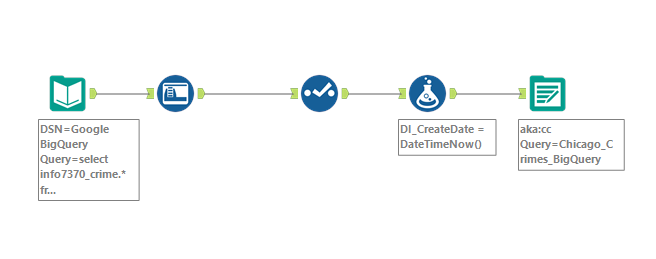 DSN=Google
BigQuery
Query=select
info7370_crime.*
fr...
DI_CreateDate =
DateTimeNow()
aka:cc
Query=Chicago_C
rimes_BigQuery